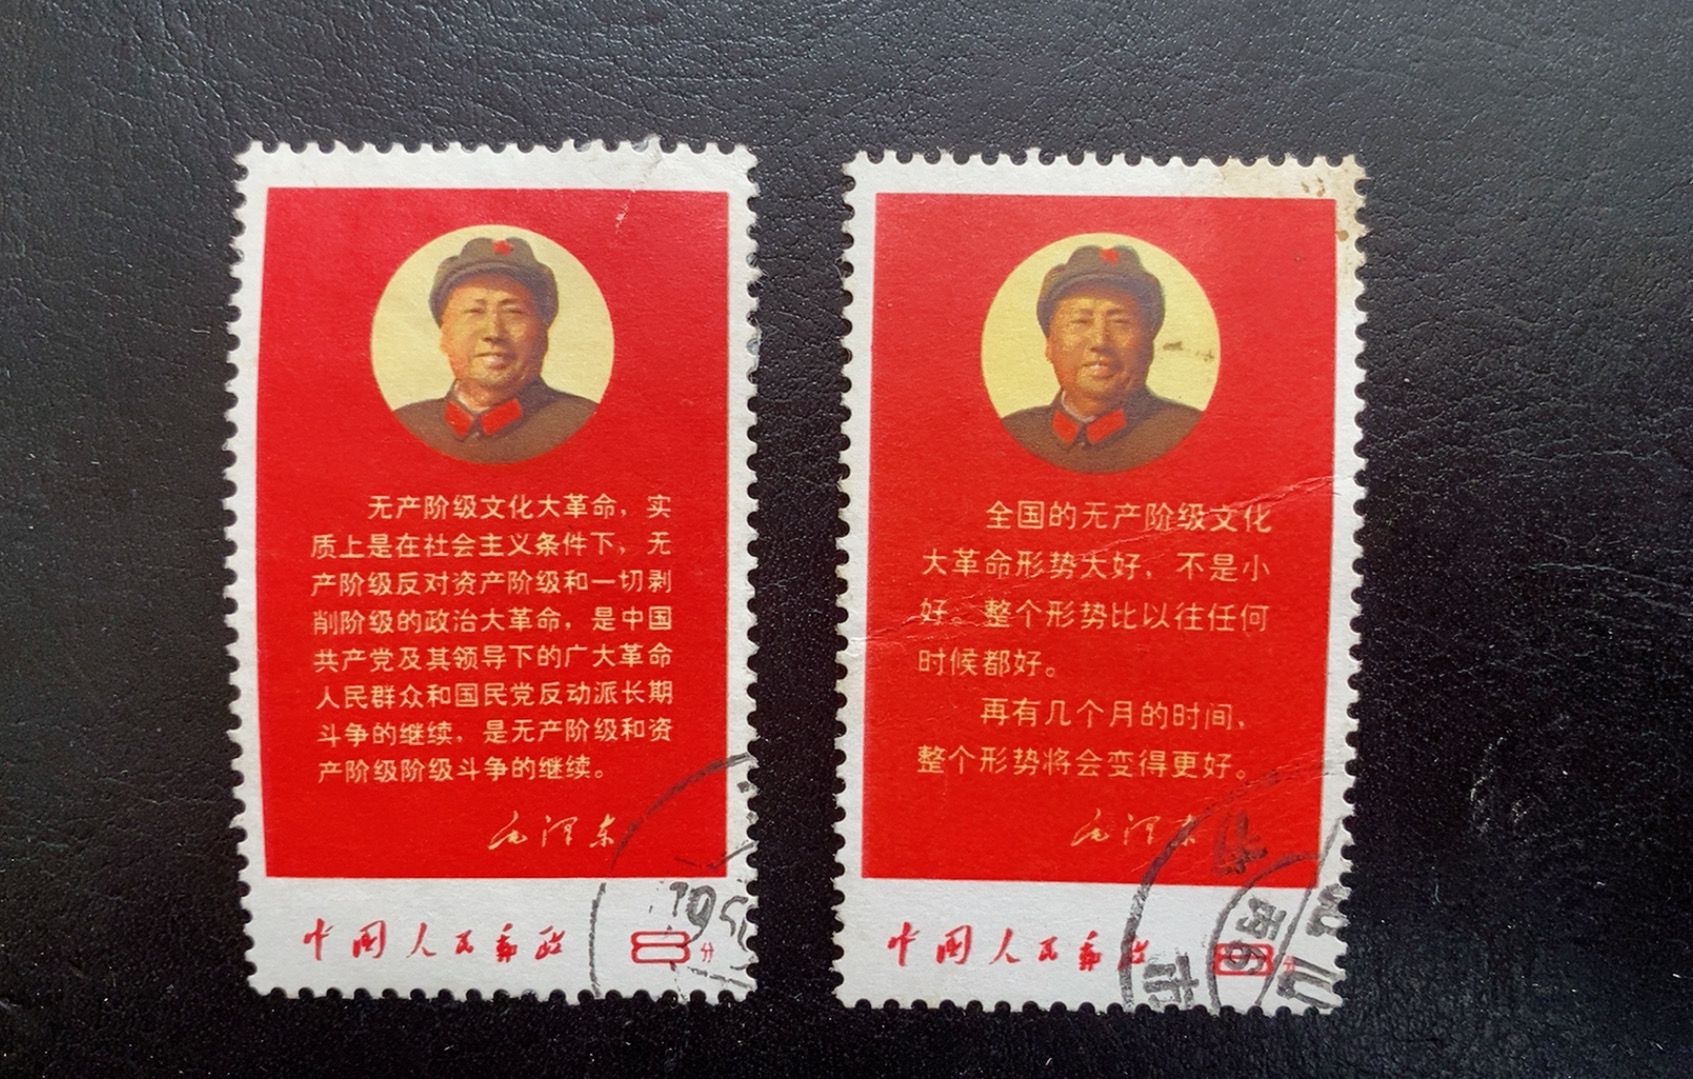 无产阶级文化大革命，实
质上是在社会主义条件下，无
产阶级反对资产阶级和一切剥
削阶级的政治大革命，是中国
共产党及其领导下的广大革命
人民群众和国民党反动派长期
斗争的继续，是无产阶级和资
产阶级阶级斗争的继续。
毛泽东
中国人民邮政 8分
全国的无产阶级文化
大革命形势大好，不是小
好。整个形势比以往任何
时候都好。
再有几个月的时间，
整个形势将会变得更好。
毛泽东
中国人民邮政 8分
市